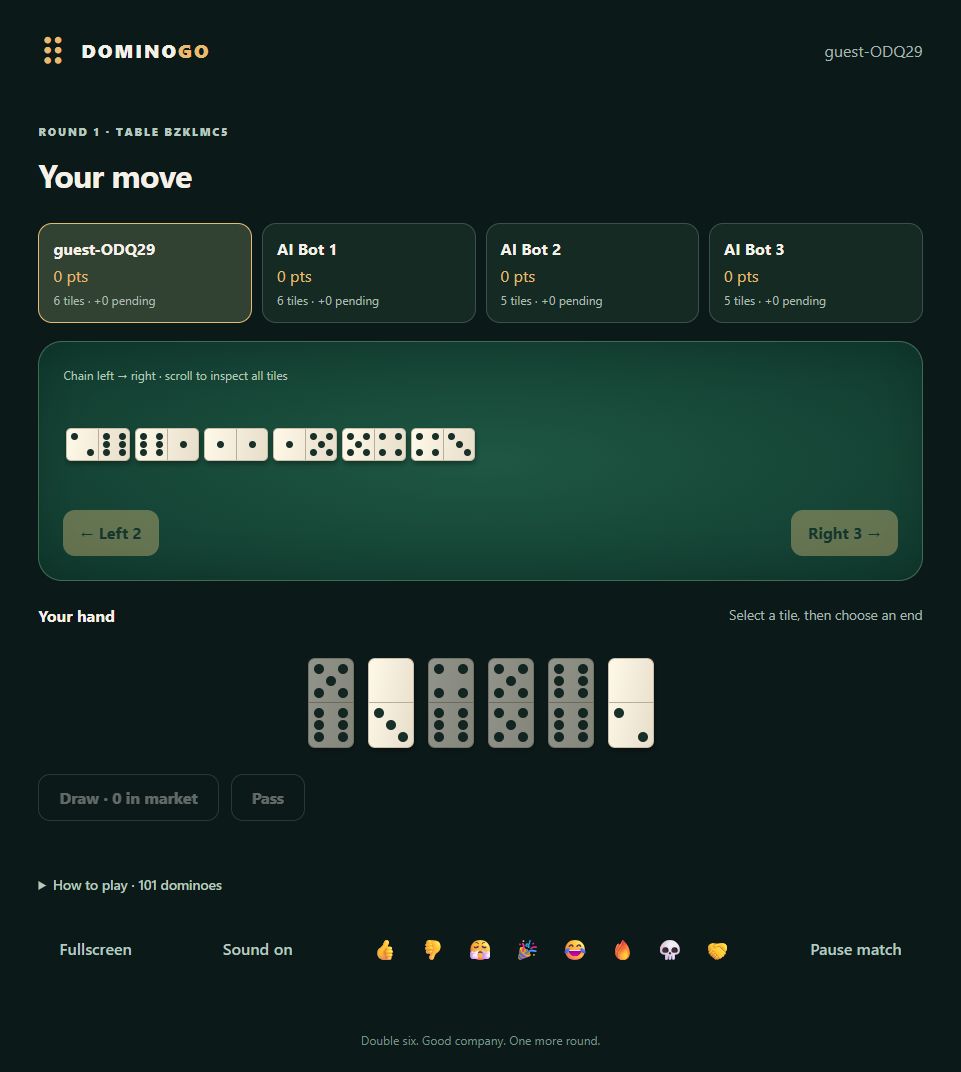 DOMINOGO
guest-ODQ29
ROUND 1 · TABLE BZKLMC5
Your move
guest-ODQ29
0 pts
6 tiles · +0 pending
AI Bot 1
0 pts
6 tiles · +0 pending
AI Bot 2
0 pts
5 tiles · +0 pending
AI Bot 3
0 pts
5 tiles · +0 pending
Chain left → right · scroll to inspect all tiles
← Left 2
Right 3 →
Your hand
Select a tile, then choose an end
Draw · 0 in market
Pass
▶ How to play · 101 dominoes
Fullscreen
Sound on
Pause match
Double six. Good company. One more round.